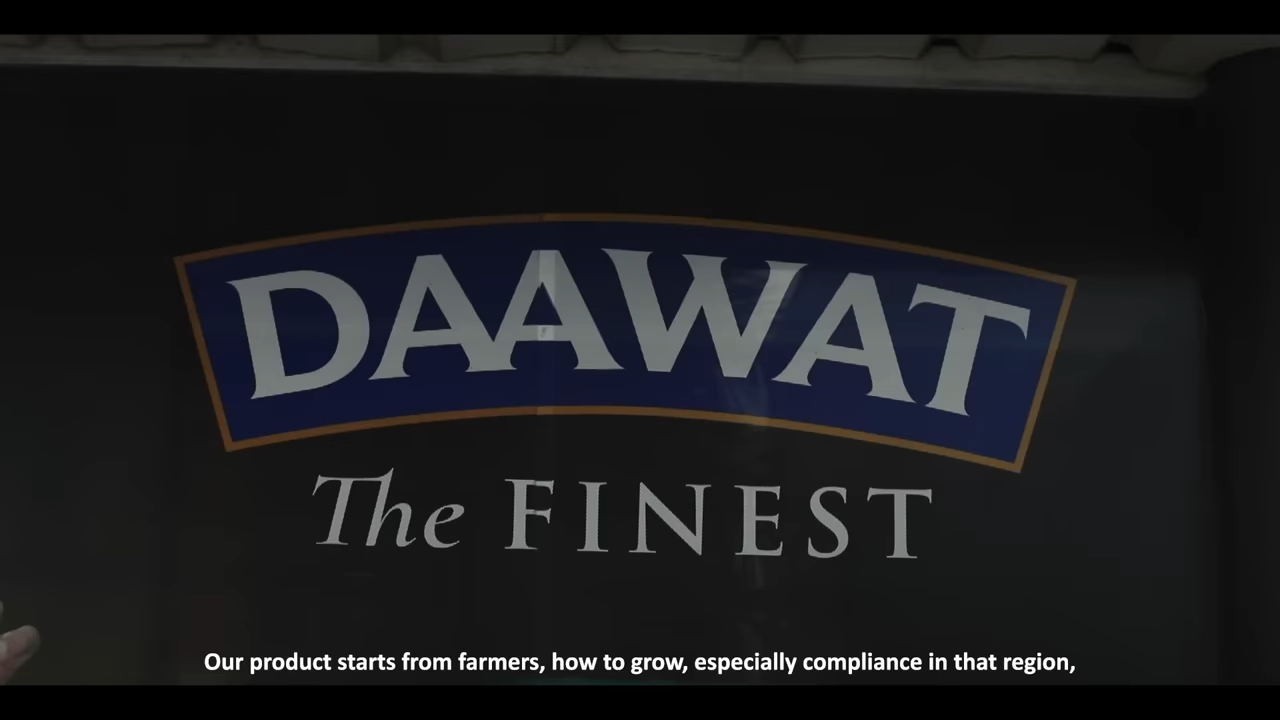 DAAWAT
The FINEST
Our product starts from farmers, how to grow, especially compliance in that region,